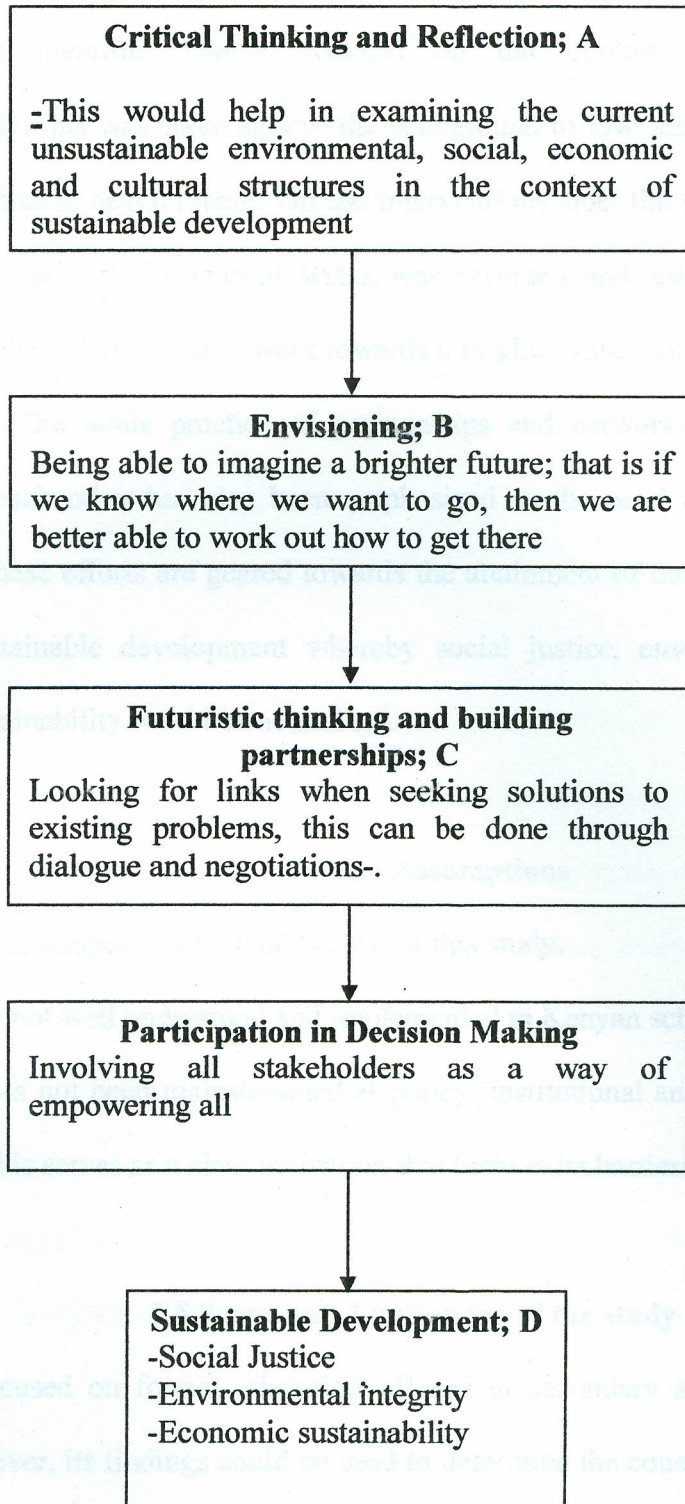 Critical Thinking and Reflection; A
-This would help in examining the current
unsustainable environmental, social, economic
and cultural structures in the context of
sustainable development
Envisioning; B
Being able to imagine a brighter future; that is if
we know where we want to go, then we are
better able to work out how to get there
Futuristic thinking and building
partnerships; C
Looking for links when seeking solutions to
existing problems, this can be done through
dialogue and negotiations-.
Participation in Decision Making
Involving all stakeholders as a way of
empowering all
Sustainable Development; D
-Social Justice
-Environmental integrity
-Economic sustainability